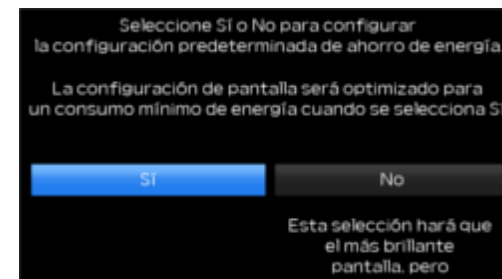 Seleccione Sí o No para configurar
la configuración predeterminada de ahorro de energía.
La configuración de pantalla será optimizado para
un consumo mínimo de energía cuando se selecciona Sí
Sí
No
Esta selección hará que
el más brillante
pantalla, pero